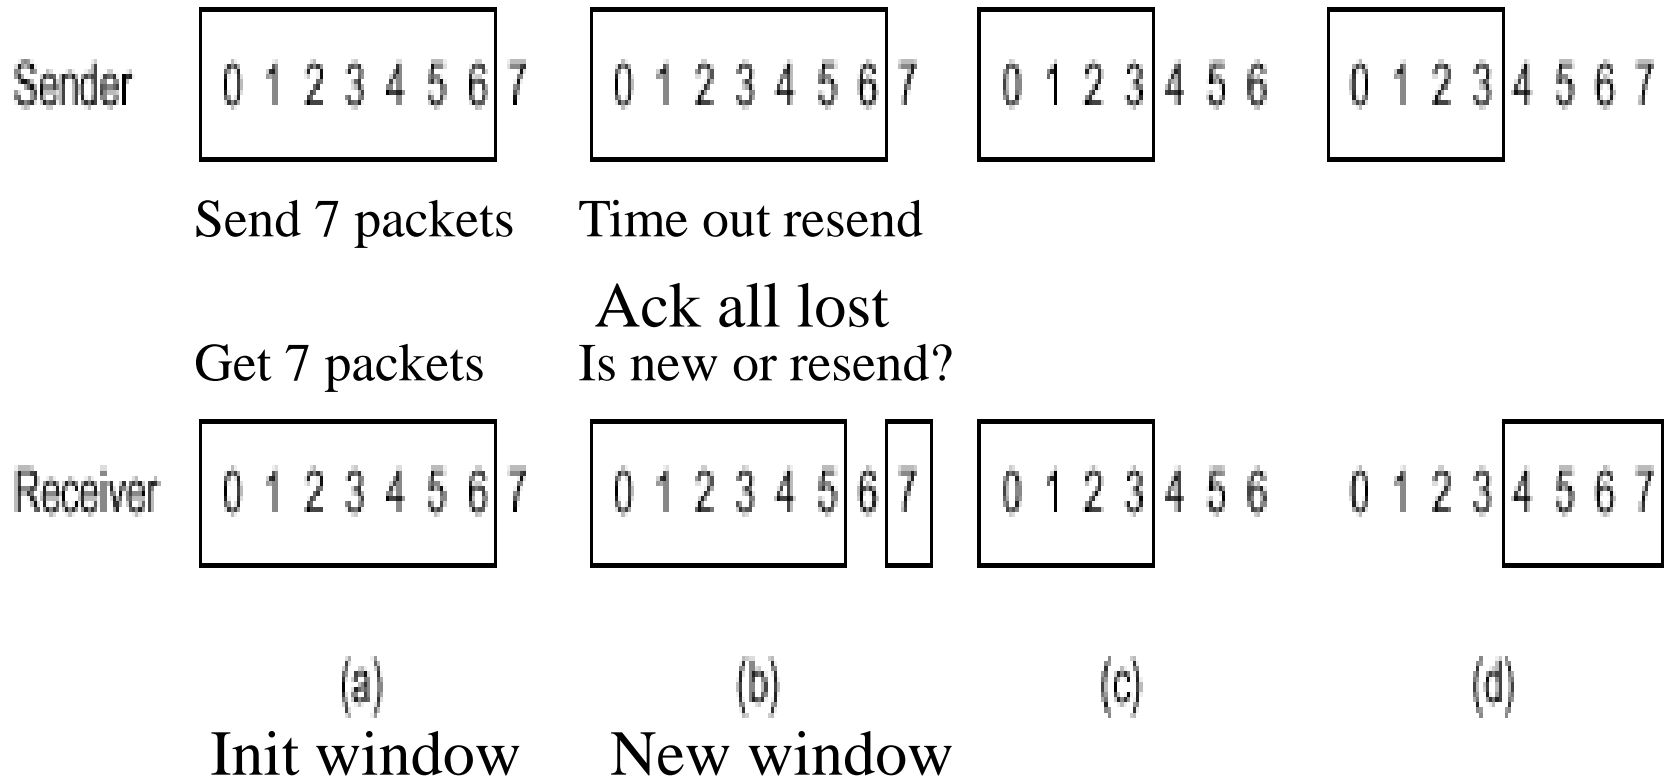 Sender 0 1 2 3 4 5 6 7 0 1 2 3 4 5 6 7 0 1 2 3 4 5 6 0 1 2 3 4 5 6 7
Send 7 packets Time out resend
Ack all lost
Get 7 packets Is new or resend?
Receiver 0 1 2 3 4 5 6 7 0 1 2 3 4 5 6 7 0 1 2 3 4 5 6 0 1 2 3 4 5 6 7
(a) (b) (c) (d)
Init window New window